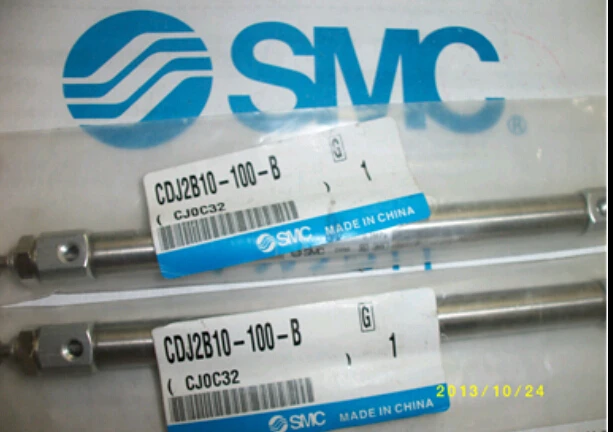 SMC®
CDJ2B10-100-B
G
( CJ0C32 ) 1
SMC MADE IN CHINA
SMC
CDJ2B10-100-B
G
( CJ0C32 ) 1
SMC MADE IN CHINA
2013/10/24